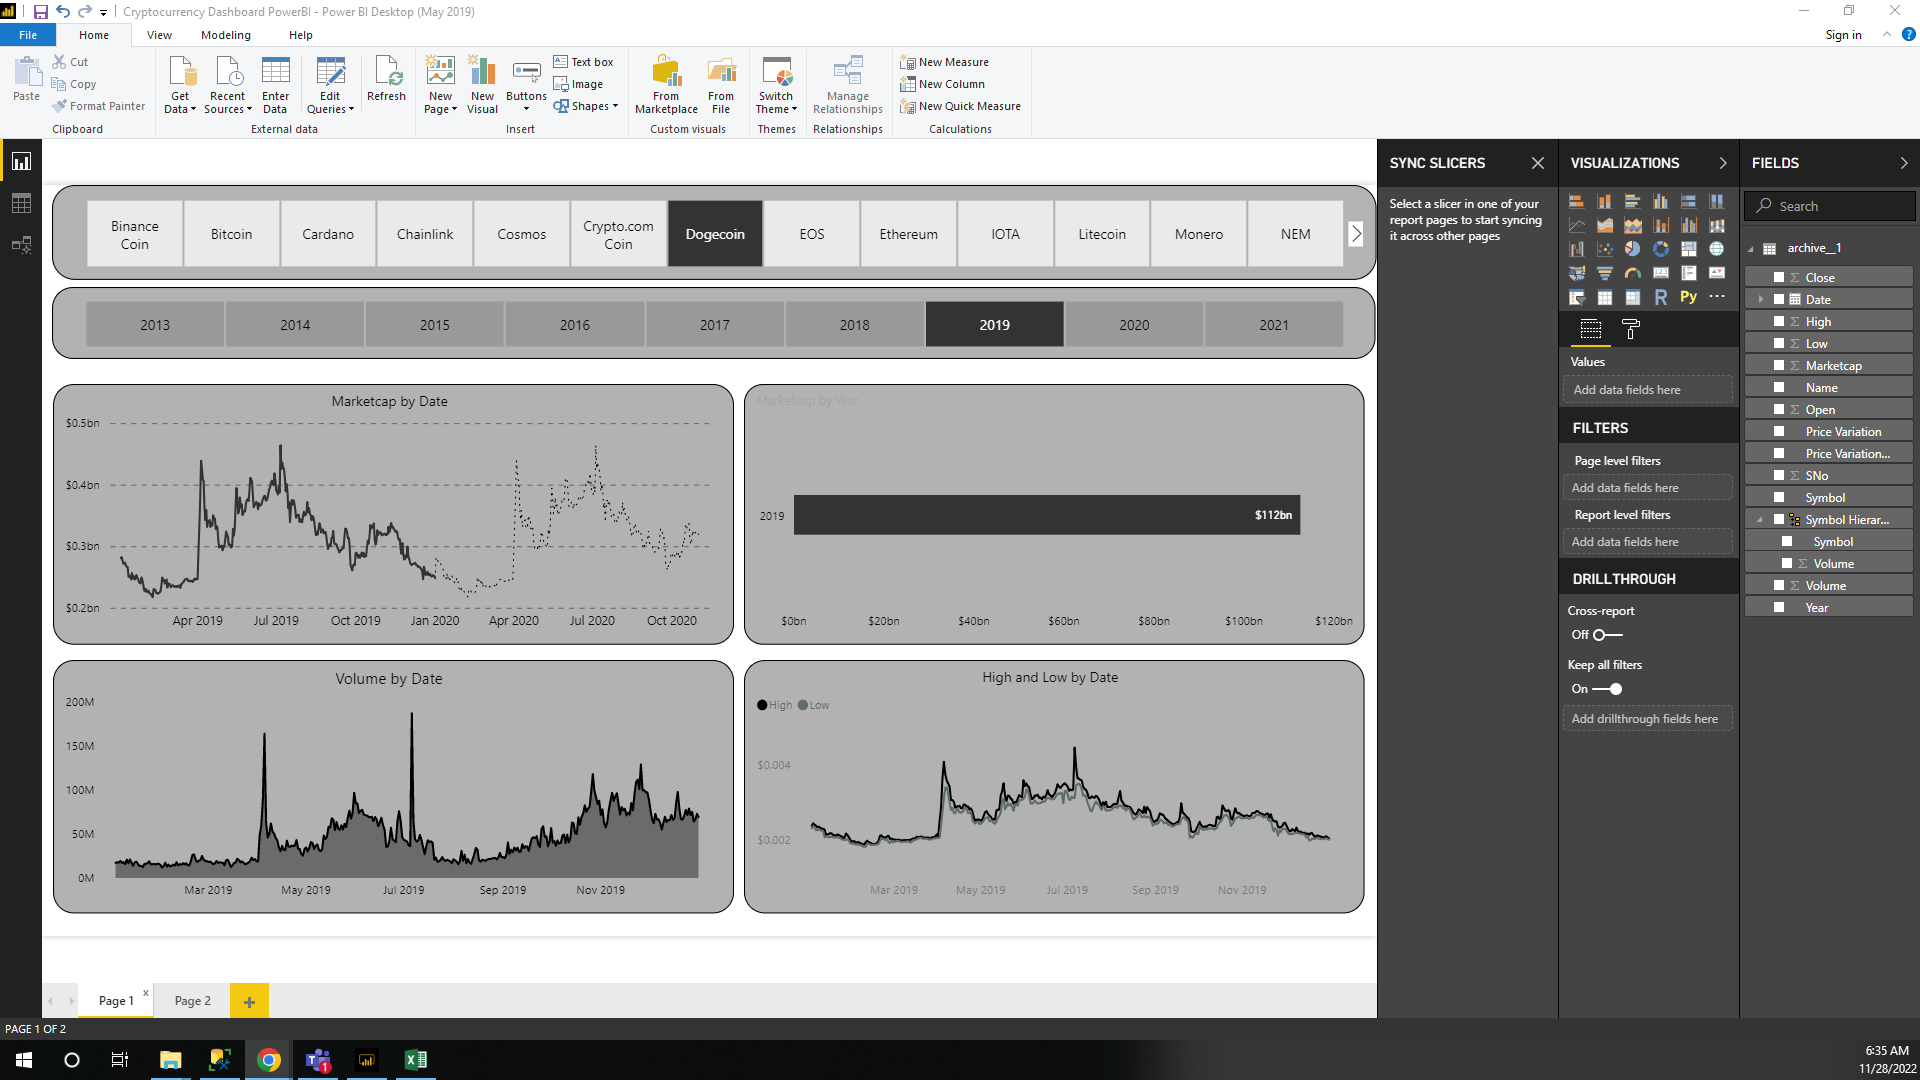 Cryptocurrency Dashboard PowerBI - Power BI Desktop (May 2019)
File
Home
View
Modeling
Help
Sign in
Paste
Cut
Copy
Format Painter
Clipboard
Get Data
Recent Sources
Enter Data
Edit Queries
Refresh
External data
New Page
New Visual
Buttons
Text box
Image
Shapes
Insert
From Marketplace
From File
Custom visuals
Switch Theme
Themes
Manage Relationships
Relationships
New Measure
New Column
New Quick Measure
Calculations
Binance Coin
Bitcoin
Cardano
Chainlink
Cosmos
Crypto.com Coin
Dogecoin
EOS
Ethereum
IOTA
Litecoin
Monero
NEM
2013
2014
2015
2016
2017
2018
2019
2020
2021
Marketcap by Date
$0.5bn
$0.4bn
$0.3bn
$0.2bn
Apr 2019
Jul 2019
Oct 2019
Jan 2020
Apr 2020
Jul 2020
Oct 2020
Marketcap by Year
2019
$112bn
$0bn
$20bn
$40bn
$60bn
$80bn
$100bn
$120bn
Volume by Date
200M
150M
100M
50M
0M
Mar 2019
May 2019
Jul 2019
Sep 2019
Nov 2019
High and Low by Date
High
Low
$0.004
$0.002
Mar 2019
May 2019
Jul 2019
Sep 2019
Nov 2019
SYNC SLICERS
Select a slicer in one of your
report pages to start syncing
it across other pages
VISUALIZATIONS
R
Py
Values
Add data fields here
FILTERS
Page level filters
Add data fields here
Report level filters
Add data fields here
DRILLTHROUGH
Cross-report
Off
Keep all filters
On
Add drillthrough fields here
FIELDS
Search
archive__1
Close
Date
High
Low
Marketcap
Name
Open
Price Variation
Price Variation...
SNo
Symbol
Symbol Hierar...
Symbol
Volume
Volume
Year
Page 1
x
Page 2
PAGE 1 OF 2
1
6:35 AM
11/28/2022